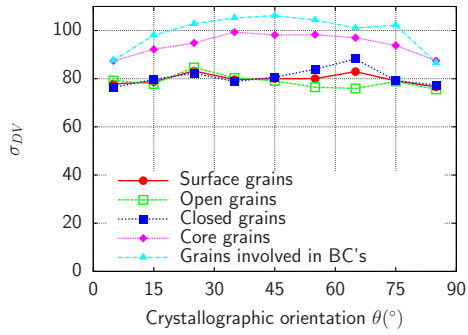 100
80
60
40
20
0
σDV
Surface grains
Open grains
Closed grains
Core grains
Grains involved in BC's
0 15 30 45 60 75 90
Crystallographic orientation θ(°)